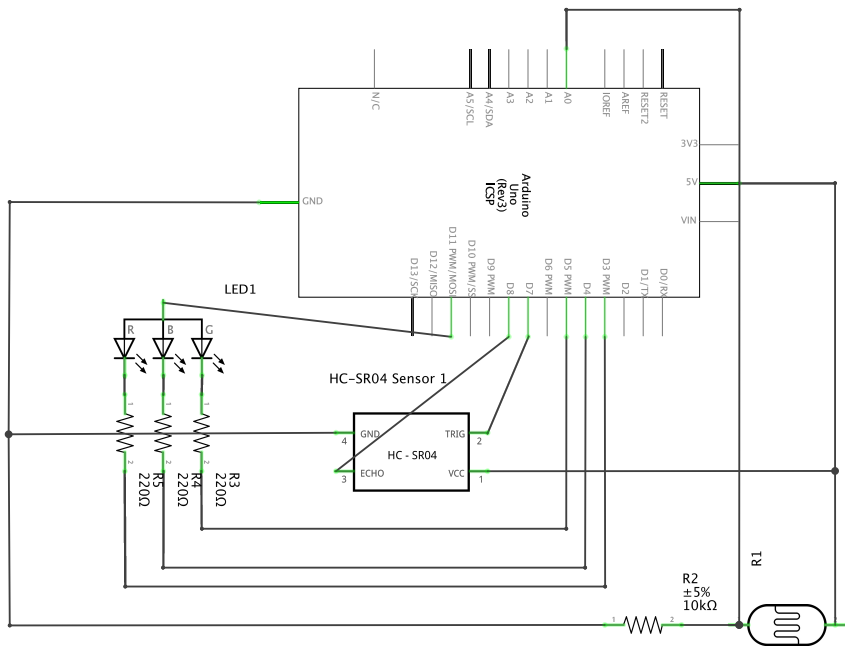 N/C
A5/SCL
A4/SDA
A3
A2
A1
A0
IOREF
AREF
RESET2
RESET
3V3
5V
VIN
GND
Arduino
Uno
(Rev3)
ICSP
D13/SCK
D12/MISO
D11 PWM/MOSI
D10 PWM/SS
D9 PWM
D8
D7
D6 PWM
D5 PWM
D4
D3 PWM
D2
D1/TX
D0/RX
LED1
R
B
G
HC-SR04 Sensor 1
4
GND
TRIG
2
HC - SR04
3
ECHO
VCC
1
1
1
1
2
2
2
R5
220Ω
R4
220Ω
R3
220Ω
R1
R2
±5%
10kΩ
1
2